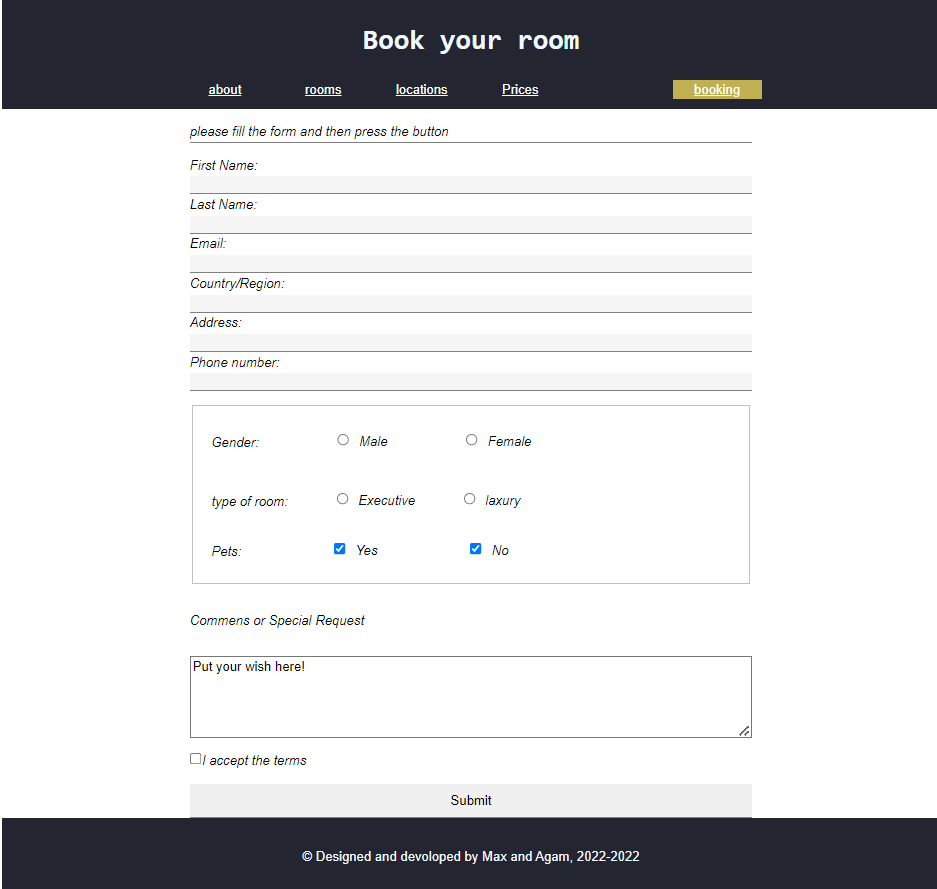 Book your room
about rooms locations Prices booking
please fill the form and then press the button
First Name:
Last Name:
Email:
Country/Region:
Address:
Phone number:
Gender: Male Female
type of room: Executive laxury
Pets: Yes No
Commens or Special Request
Put your wish here!
I accept the terms
Submit
© Designed and devoloped by Max and Agam, 2022-2022